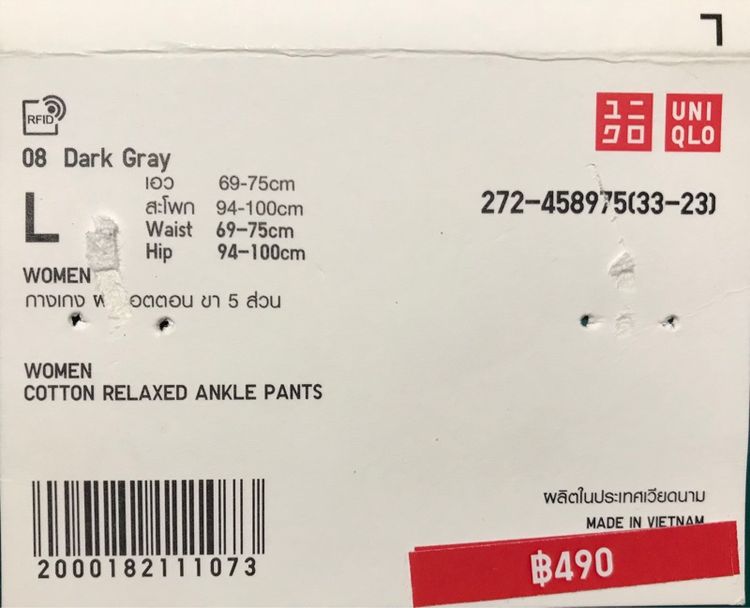 RFID
ユニ
クロ
UNI
QLO
08 Dark Gray
L
เอว 69-75cm
สะโพก 94-100cm
Waist 69-75cm
Hip 94-100cm
272-458975(33-23)
WOMEN
กางเกง ขา 5 ส่วน
WOMEN
COTTON RELAXED ANKLE PANTS
2000182111073
ผลิตในประเทศเวียดนาม
MADE IN VIETNAM
฿490